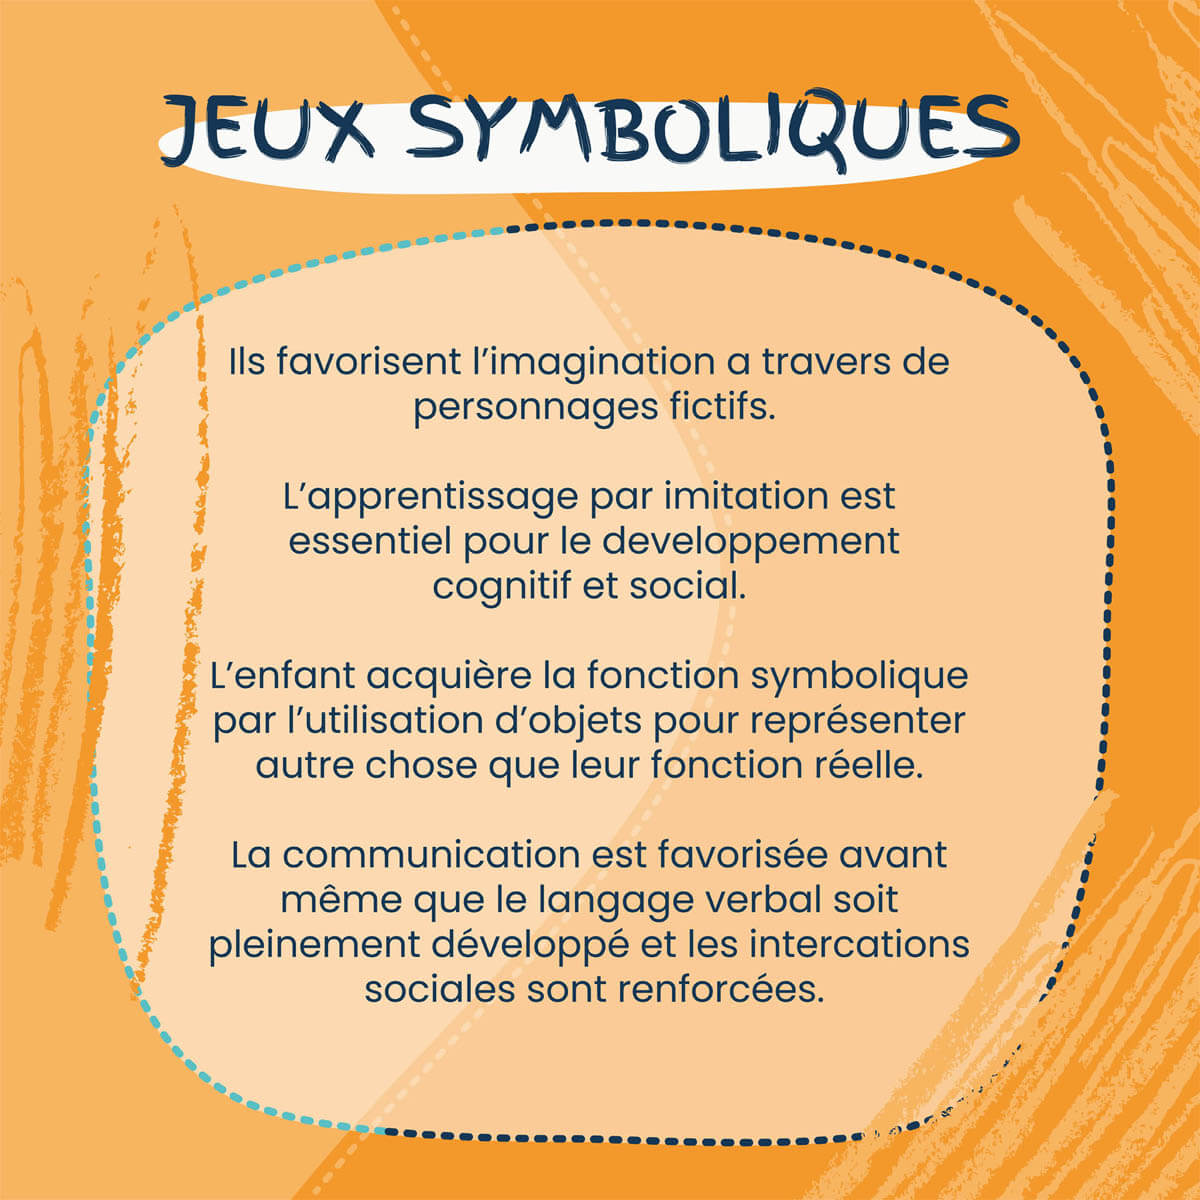 JEUX SYMBOLIQUES
Ils favorisent l’imagination a travers de
personnages fictifs.
L’apprentissage par imitation est
essentiel pour le developpement
cognitif et social.
L’enfant acquière la fonction symbolique
par l’utilisation d’objets pour représenter
autre chose que leur fonction réelle.
La communication est favorisée avant
même que le langage verbal soit
pleinement développé et les intercations
sociales sont renforcées.